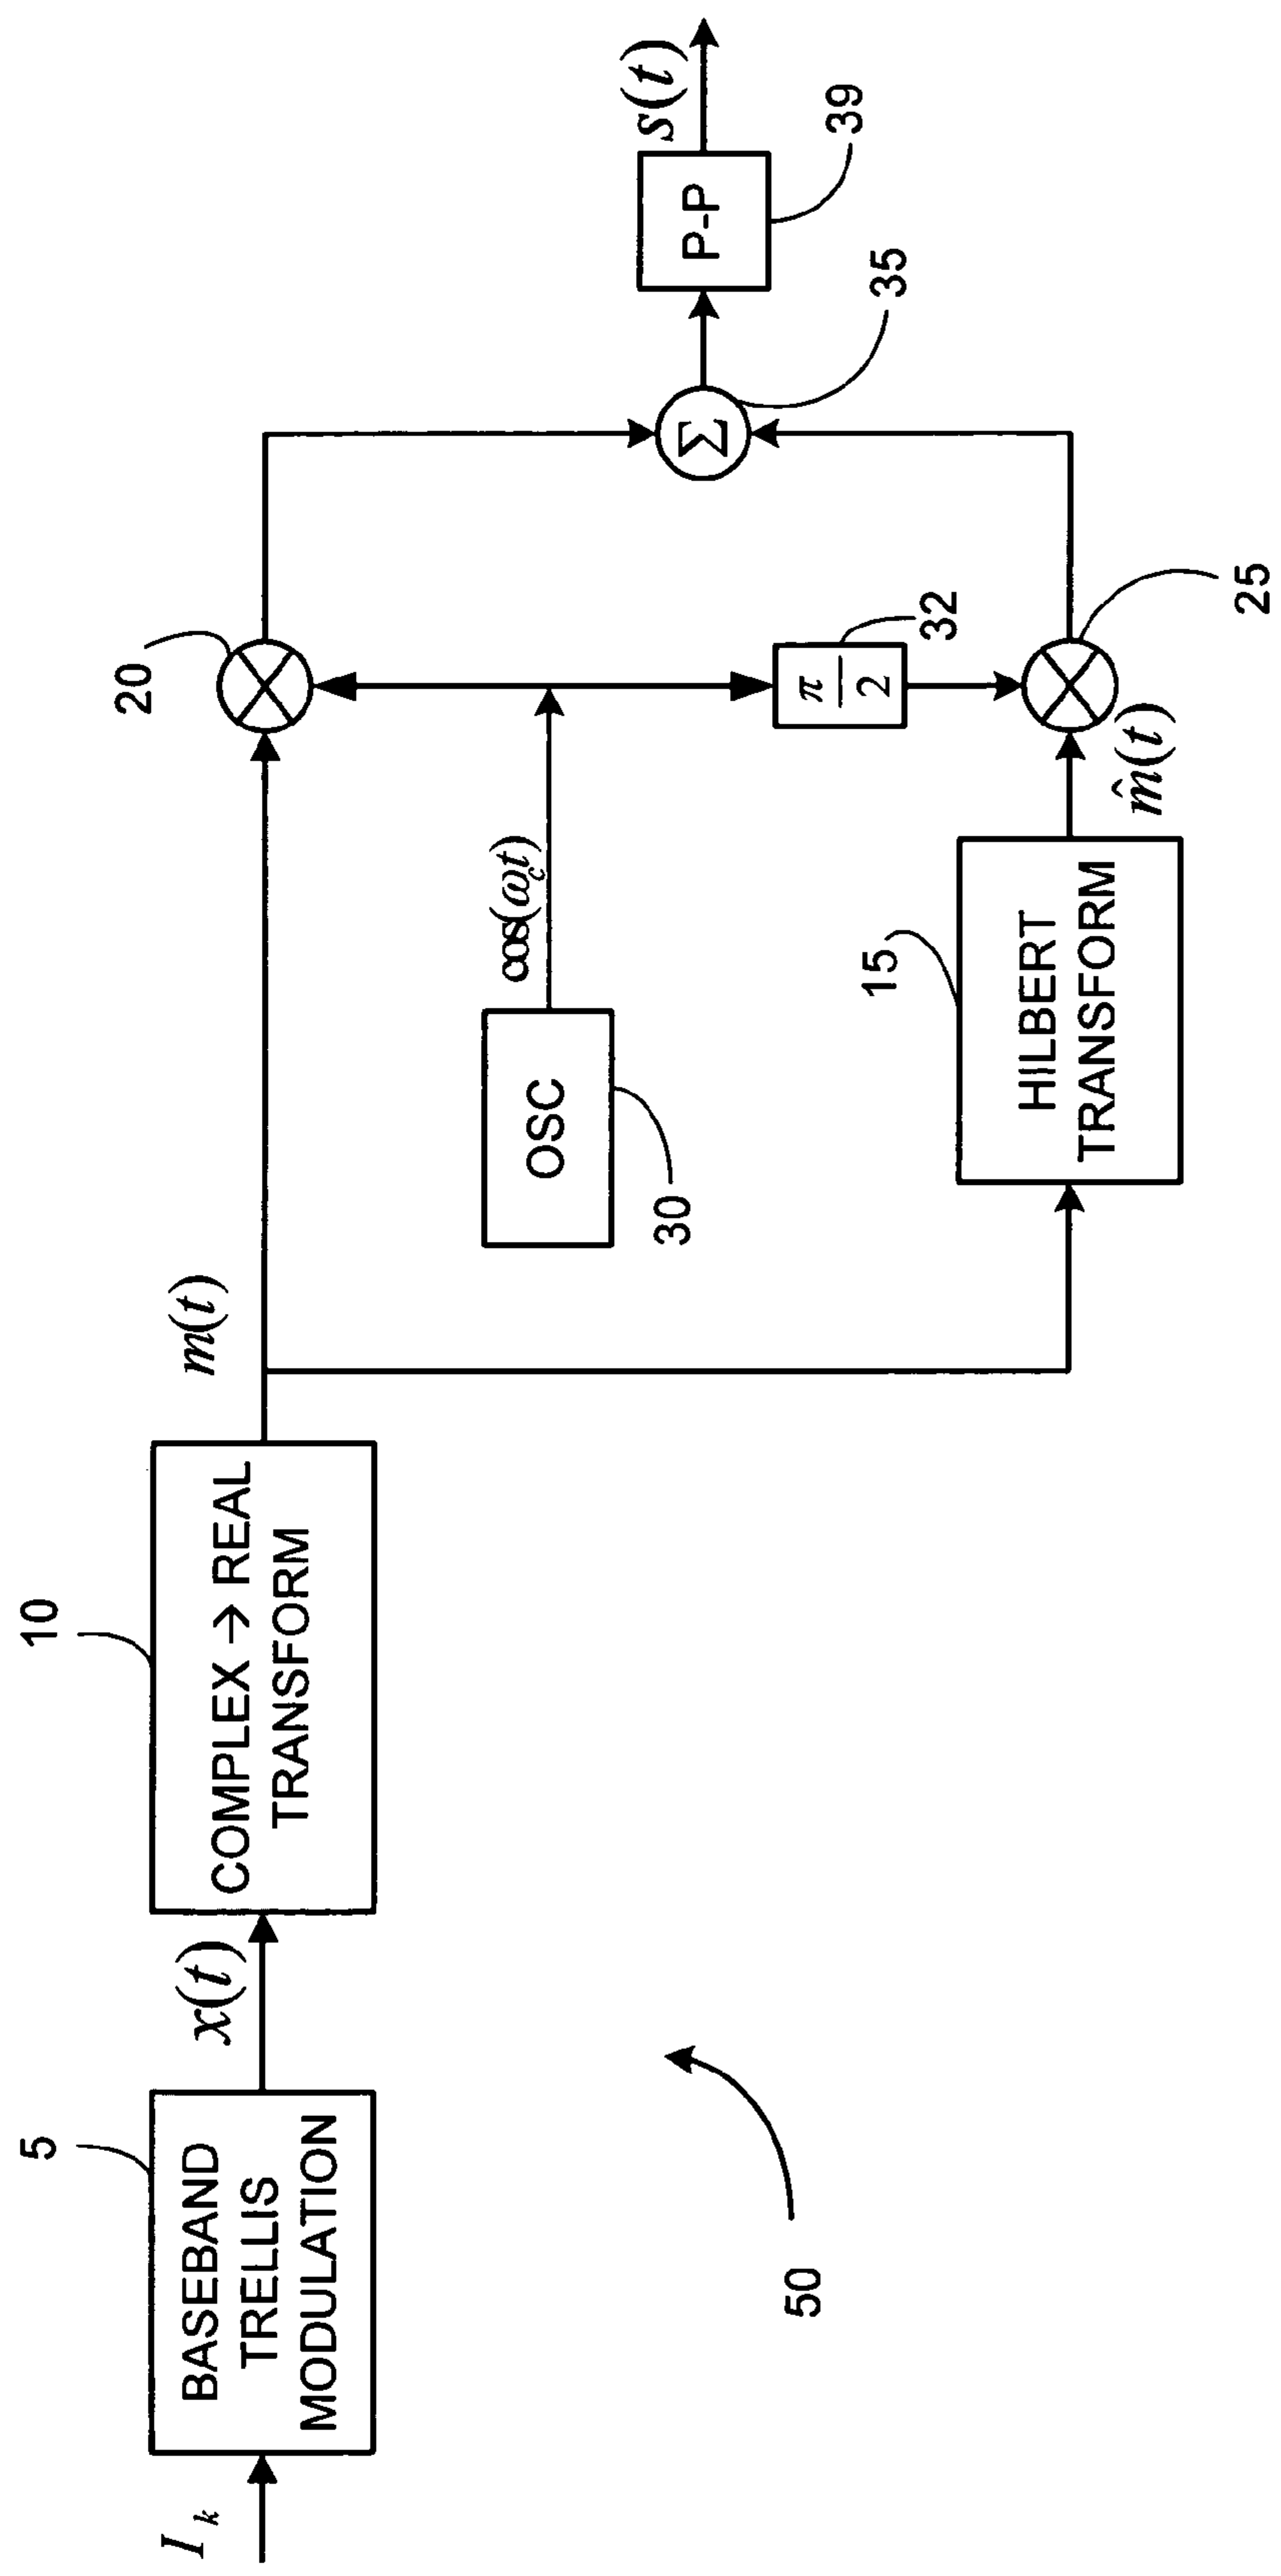 I k
5
BASEBAND
TRELLIS
MODULATION
x(t)
10
COMPLEX → REAL
TRANSFORM
m(t)
20
OSC
30
cos(ω_c t)
π
2
32
15
HILBERT
TRANSFORM
m̂(t)
25
Σ
35
P-P
39
s(t)
50